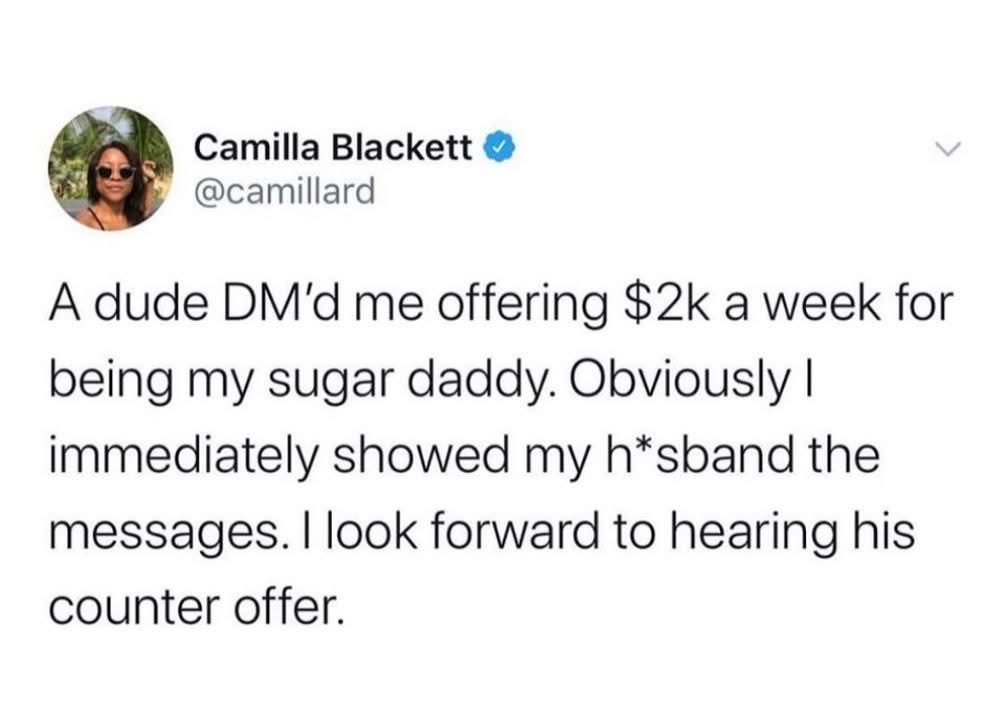 Camilla Blackett
@camillard
A dude DM'd me offering $2k a week for
being my sugar daddy. Obviously I
immediately showed my h*sband the
messages. I look forward to hearing his
counter offer.